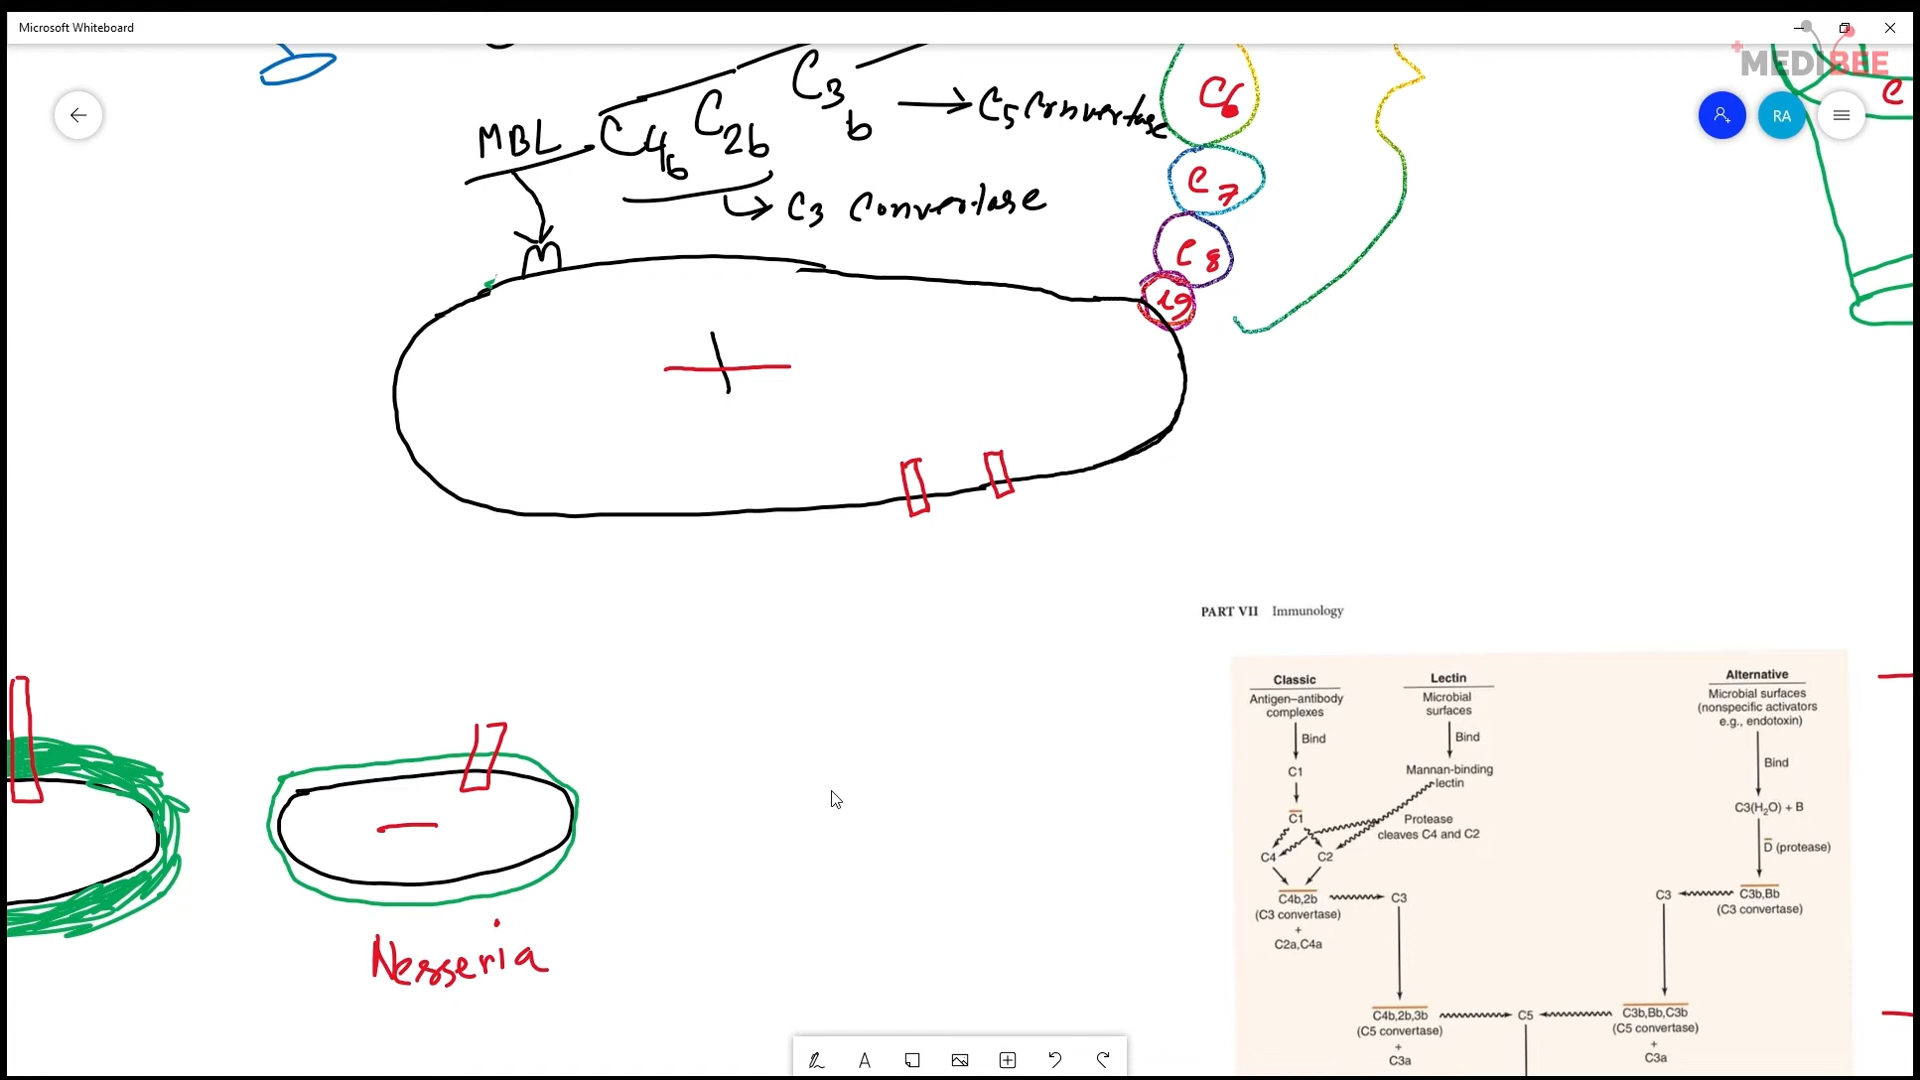 Microsoft Whiteboard
MEDIBEE
RA
C
C6
C3b → C5 Convertase
MBL C4b C2b
C7
C3 Convertase
C8
C9
PART VII Immunology
Classic
Antigen–antibody
complexes
Bind
C1
C1
C4 C2
C4b,2b
(C3 convertase)
+
C2a,C4a
Lectin
Microbial
surfaces
Bind
Mannan-binding
lectin
Protease
cleaves C4 and C2
C3
C4b,2b,3b
(C5 convertase)
+
C3a
C5
Alternative
Microbial surfaces
(nonspecific activators
e.g., endotoxin)
Bind
C3(H2O) + B
D (protease)
C3 C3b,Bb
(C3 convertase)
C3b,Bb,C3b
(C5 convertase)
+
C3a
Nesseria